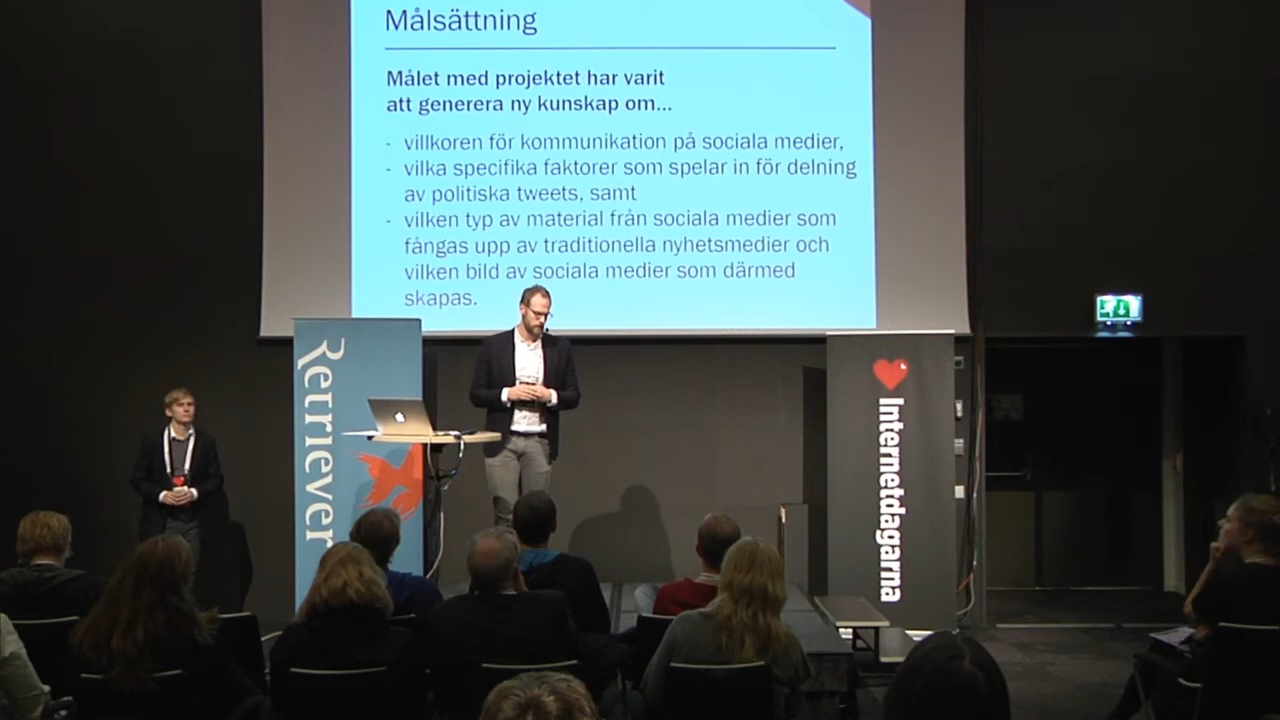 Målsättning
Målet med projektet har varit
att generera ny kunskap om...
- villkoren för kommunikation på sociala medier,
- vilka specifika faktorer som spelar in för delning
av politiska tweets, samt
- vilken typ av material från sociala medier som
fångas upp av traditionella nyhetsmedier och
vilken bild av sociala medier som därmed
skapas.
Retriever
Internetdagarna